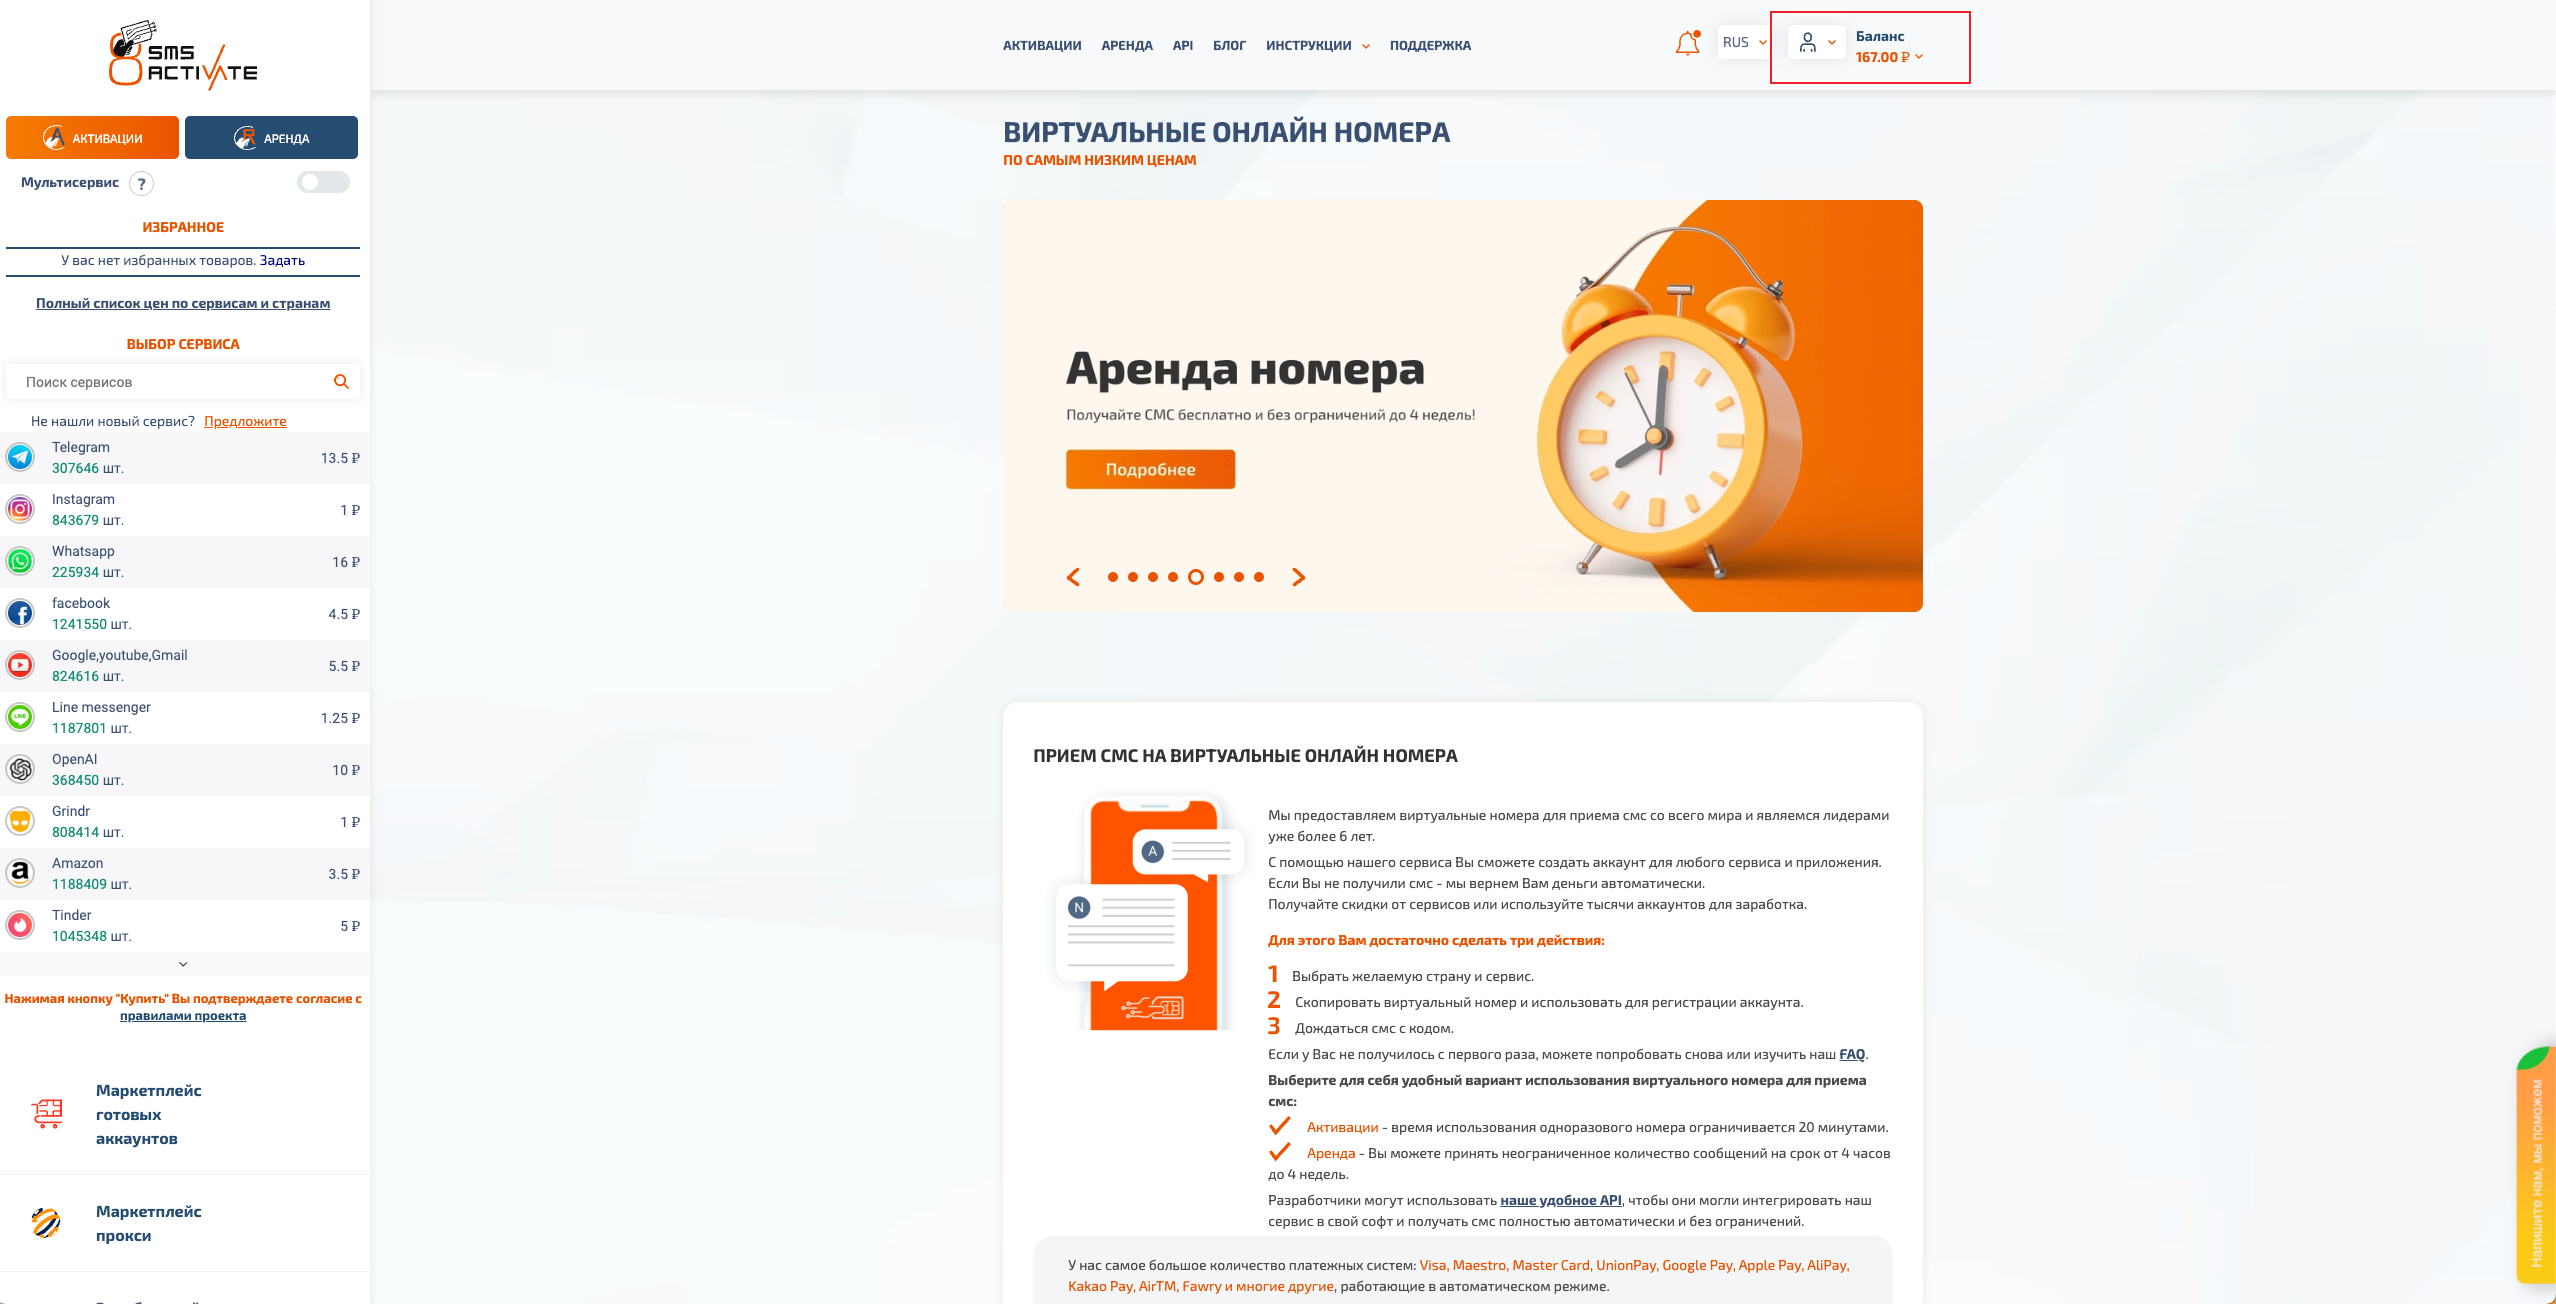 SMS
ACTIVATE
АКТИВАЦИИ
АРЕНДА
API
БЛОГ
ИНСТРУКЦИИ
ПОДДЕРЖКА
RUS
Баланс
167.00 ₽
АКТИВАЦИИ
АРЕНДА
Мультисервис ?
ИЗБРАННОЕ
У вас нет избранных товаров. Задать
Полный список цен по сервисам и странам
ВЫБОР СЕРВИСА
Поиск сервисов
Не нашли новый сервис? Предложите
Telegram
307646 шт.
13.5 ₽
Instagram
843679 шт.
1 ₽
Whatsapp
225934 шт.
16 ₽
facebook
1241550 шт.
4.5 ₽
Google,youtube,Gmail
824616 шт.
5.5 ₽
Line messenger
1187801 шт.
1.25 ₽
OpenAI
368450 шт.
10 ₽
Grindr
808414 шт.
1 ₽
Amazon
1188409 шт.
3.5 ₽
Tinder
1045348 шт.
5 ₽
Нажимая кнопку "Купить" Вы подтверждаете согласие с
правилами проекта
Маркетплейс
готовых
аккаунтов
Маркетплейс
прокси
ВИРТУАЛЬНЫЕ ОНЛАЙН НОМЕРА
ПО САМЫМ НИЗКИМ ЦЕНАМ
Аренда номера
Получайте СМС бесплатно и без ограничений до 4 недель!
Подробнее
ПРИЕМ СМС НА ВИРТУАЛЬНЫЕ ОНЛАЙН НОМЕРА
A
N
Мы предоставляем виртуальные номера для приема смс со всего мира и являемся лидерами
уже более 6 лет.
С помощью нашего сервиса Вы сможете создать аккаунт для любого сервиса и приложения.
Если Вы не получили смс - мы вернем Вам деньги автоматически.
Получайте скидки от сервисов или используйте тысячи аккаунтов для заработка.
Для этого Вам достаточно сделать три действия:
1 Выбрать желаемую страну и сервис.
2 Скопировать виртуальный номер и использовать для регистрации аккаунта.
3 Дождаться смс с кодом.
Если у Вас не получилось с первого раза, можете попробовать снова или изучить наш FAQ.
Выберите для себя удобный вариант использования виртуального номера для приема
смс:
Активации - время использования одноразового номера ограничивается 20 минутами.
Аренда - Вы можете принять неограниченное количество сообщений на срок от 4 часов
до 4 недель.
Разработчики могут использовать наше удобное API, чтобы они могли интегрировать наш
сервис в свой софт и получать смс полностью автоматически и без ограничений.
У нас самое большое количество платежных систем: Visa, Maestro, Master Card, UnionPay, Google Pay, Apple Pay, AliPay,
Kakao Pay, AirTM, Fawry и многие другие, работающие в автоматическом режиме.
Напишите нам, мы поможем